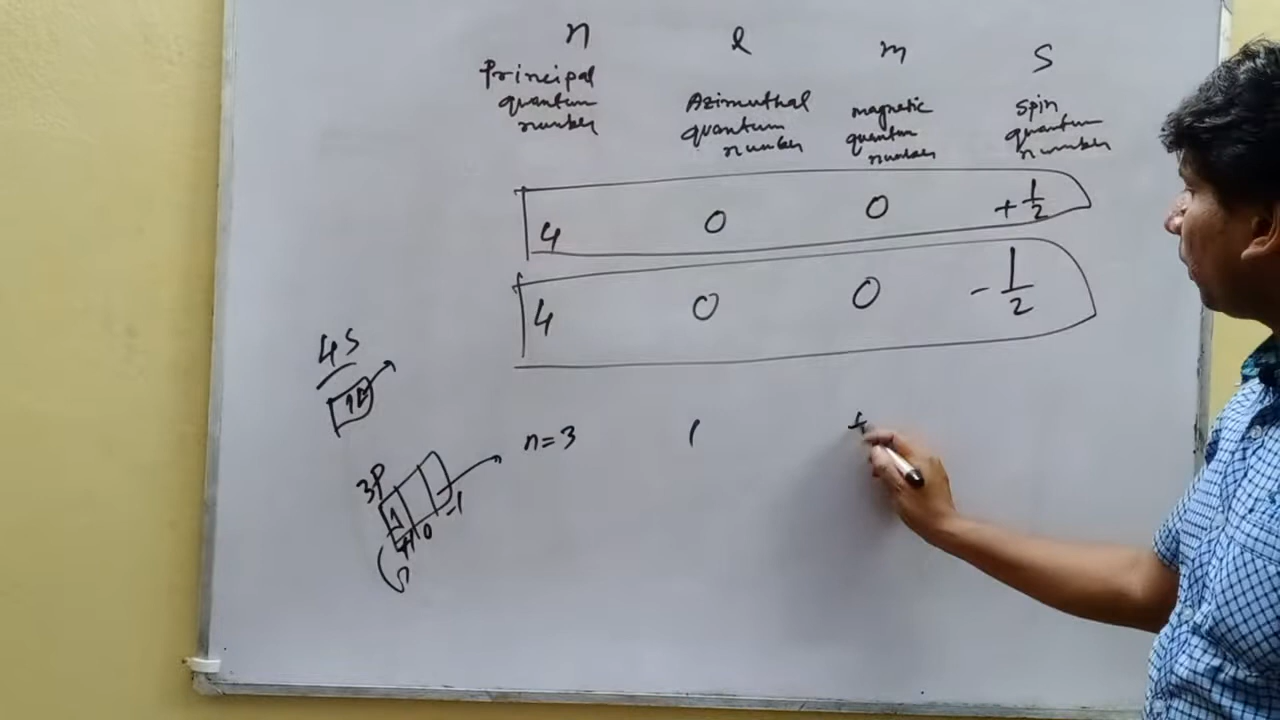 n l m s
Principal quantum number
Azimuthal quantum number
magnetic quantum number
spin quantum number
4 0 0 +1/2
4 0 0 -1/2
4S
3P
+1 0 -1
n=3 1 +